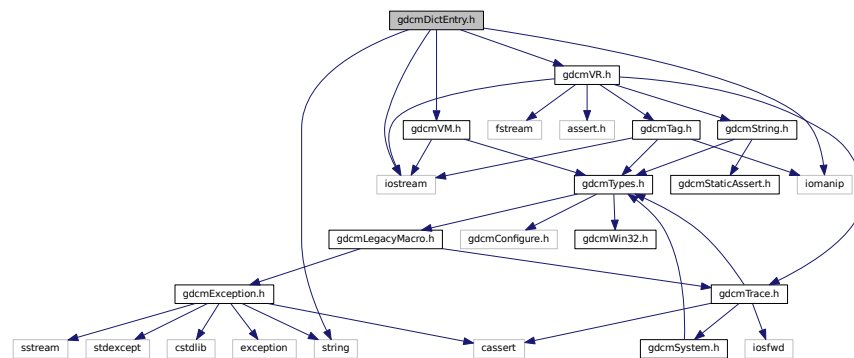 gdcmDictEntry.h
gdcmVR.h
gdcmVM.h
fstream
assert.h
gdcmTag.h
gdcmString.h
iostream
gdcmTypes.h
gdcmStaticAssert.h
iomanip
gdcmLegacyMacro.h
gdcmConfigure.h
gdcmWin32.h
gdcmException.h
gdcmTrace.h
sstream
stdexcept
cstdlib
exception
string
cassert
gdcmSystem.h
iosfwd